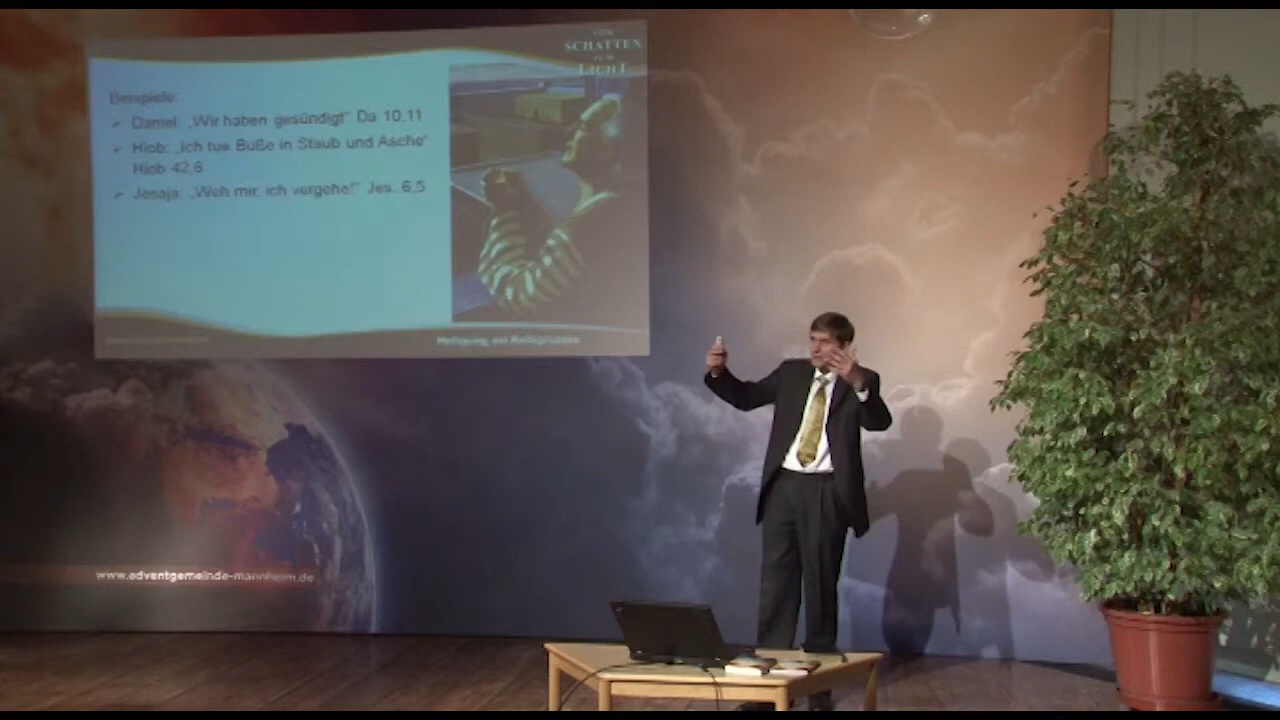 VOM
SCHATTEN
ZUM
LICHT
Beispiele:
Daniel: „Wir haben gesündigt“ Da. 10,11
Hiob: „Ich tue Buße in Staub und Asche“
Hiob 42,6
Jesaja: „Weh mir, ich vergehe!“ Jes. 6,5
www.adventgemeinde-mannheim.de